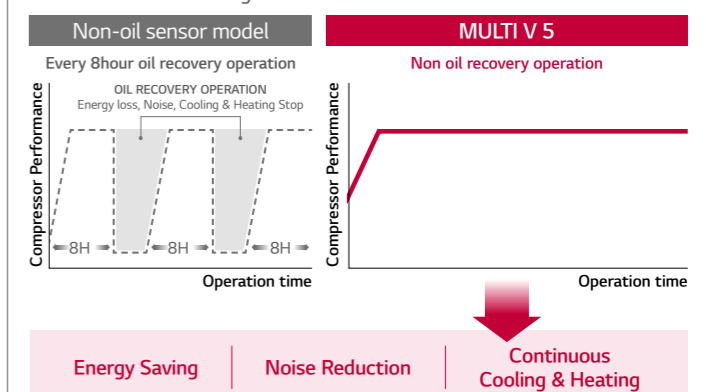 Non-oil sensor model
MULTI V 5
Every 8hour oil recovery operation
Non oil recovery operation
OIL RECOVERY OPERATION
Energy loss, Noise, Cooling & Heating Stop
Compressor Performance
8H
8H
8H
Operation time
Compressor Performance
Operation time
Energy Saving
Noise Reduction
Continuous
Cooling & Heating